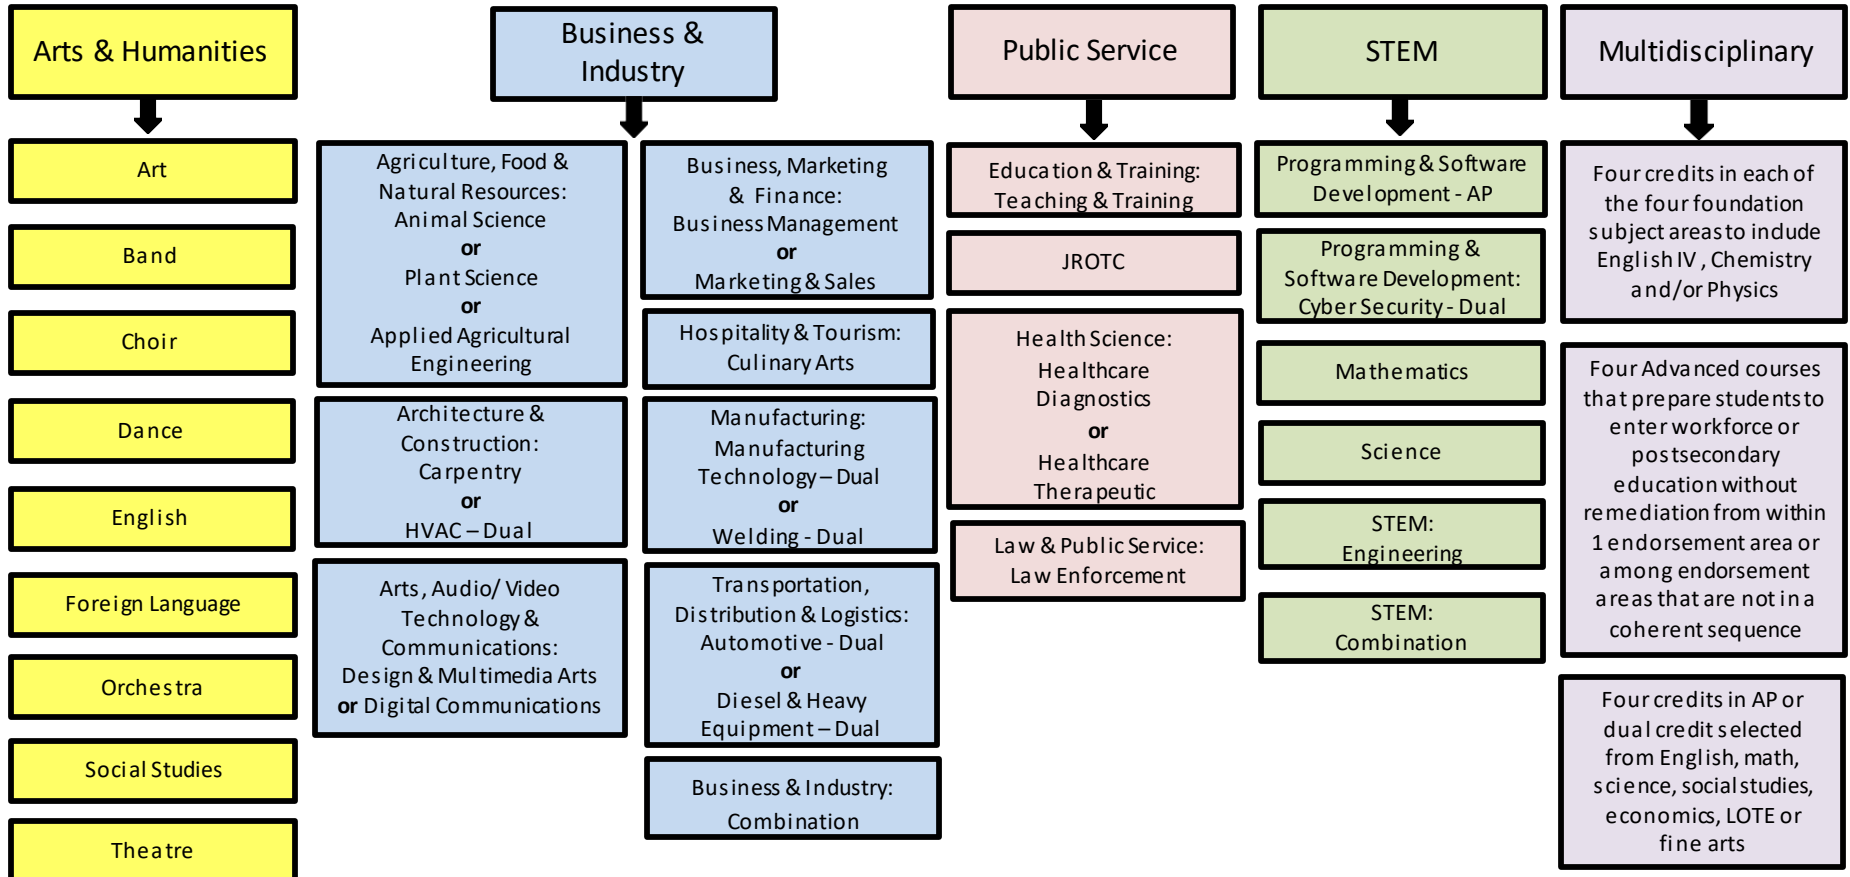 Arts & Humanities
Art
Band
Choir
Dance
English
Foreign Language
Orchestra
Social Studies
Theatre
Business &
Industry
Agriculture, Food &
Natural Resources:
Animal Science
or
Plant Science
or
Applied Agricultural
Engineering
Architecture &
Construction:
Carpentry
or
HVAC – Dual
Arts, Audio/ Video
Technology &
Communications:
Design & Multimedia Arts
or Digital Communications
Business, Marketing
& Finance:
Business Management
or
Marketing & Sales
Hospitality & Tourism:
Culinary Arts
Manufacturing:
Manufacturing
Technology – Dual
or
Welding - Dual
Transportation,
Distribution & Logistics:
Automotive - Dual
or
Diesel & Heavy
Equipment – Dual
Business & Industry:
Combination
Public Service
Education & Training:
Teaching & Training
JROTC
Health Science:
Healthcare
Diagnostics
or
Healthcare
Therapeutic
Law & Public Service:
Law Enforcement
STEM
Programming & Software
Development - AP
Programming &
Software Development:
Cyber Security - Dual
Mathematics
Science
STEM:
Engineering
STEM:
Combination
Multidisciplinary
Four credits in each of
the four foundation
subject areas to include
English IV , Chemistry
and/or Physics
Four Advanced courses
that prepare students to
enter workforce or
postsecondary
education without
remediation from within
1 endorsement area or
among endorsement
areas that are not in a
coherent sequence
Four credits in AP or
dual credit selected
from English, math,
science, social studies,
economics, LOTE or
fine arts